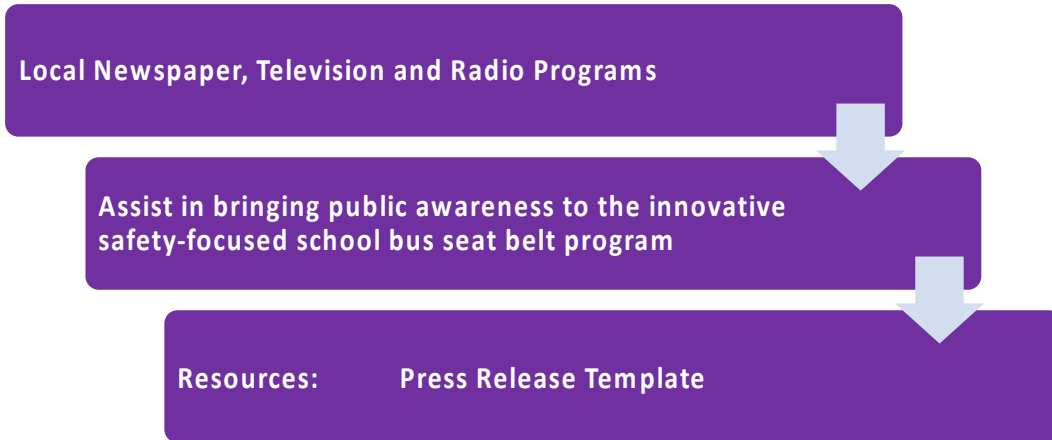 Local Newspaper, Television and Radio Programs
Assist in bringing public awareness to the innovative
safety-focused school bus seat belt program
Resources: Press Release Template